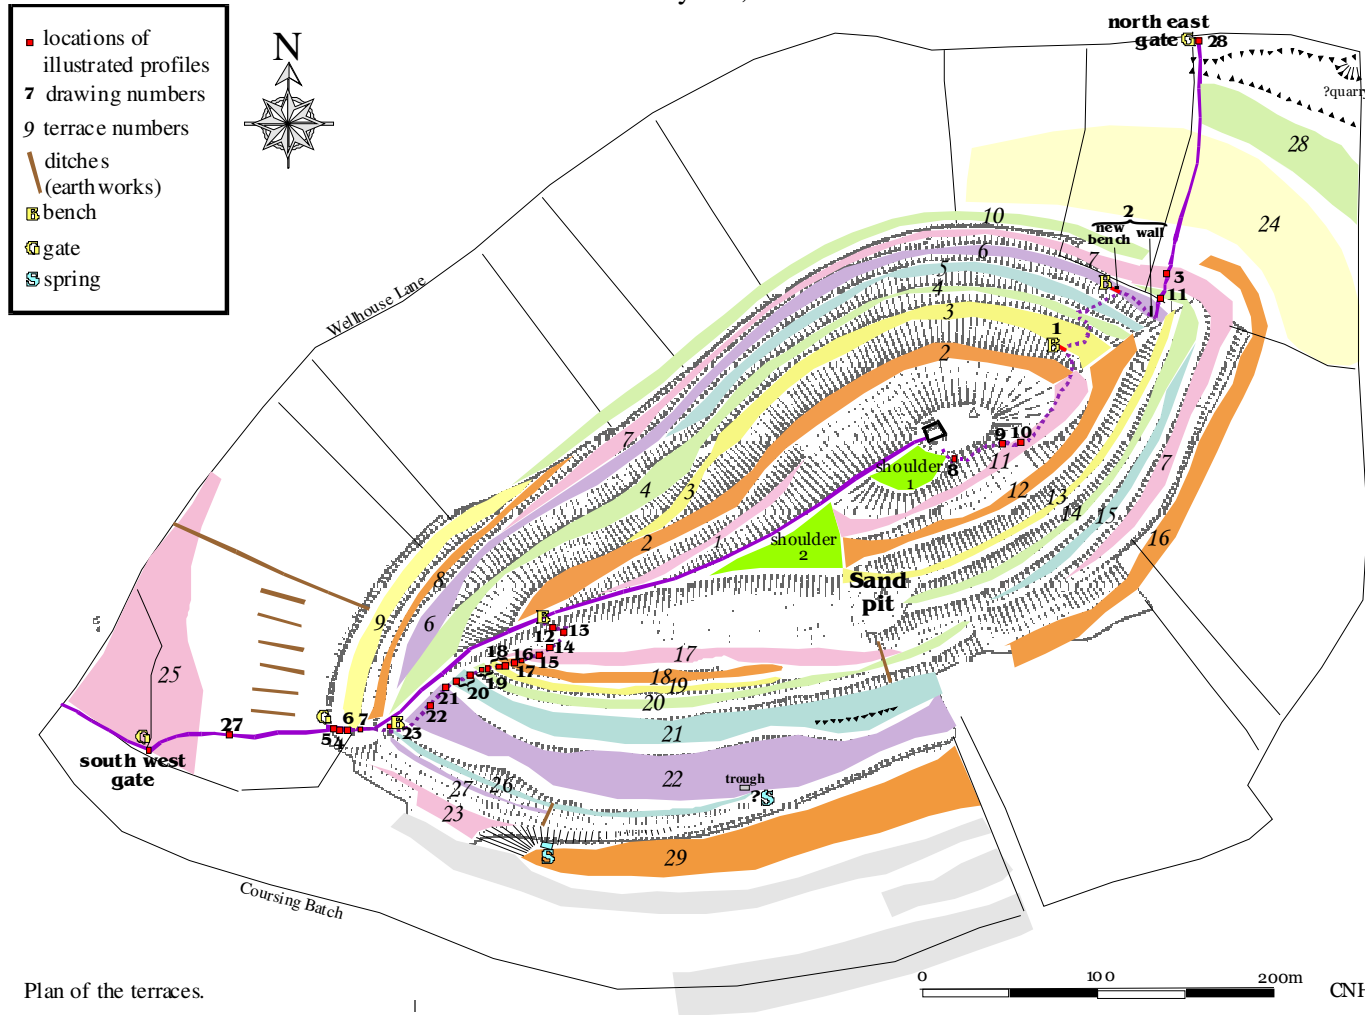 locations of
illustrated profiles
7 drawing numbers
9 terrace numbers
ditches
(earthworks)
B bench
G gate
S spring
N
north east
gate G 28
?quarry
28
24
2
new wall
bench
10
7
6
5
4
3
2
B
3
11
1
B
Wellhouse Lane
7
4
3
2
1
9 10
8
11
shoulder
1
12
13
14
15
7
16
shoulder
2
Sand
pit
8
9
6
B
12 13
14
15
16
17
18
19
20
21
22
23
B
17
18
19
20
21
22
25
G
south west
gate
27
G
5 4 6 7
26
27
23
trough
? S
S
29
Coursing Batch
Plan of the terraces.
0 100 200m